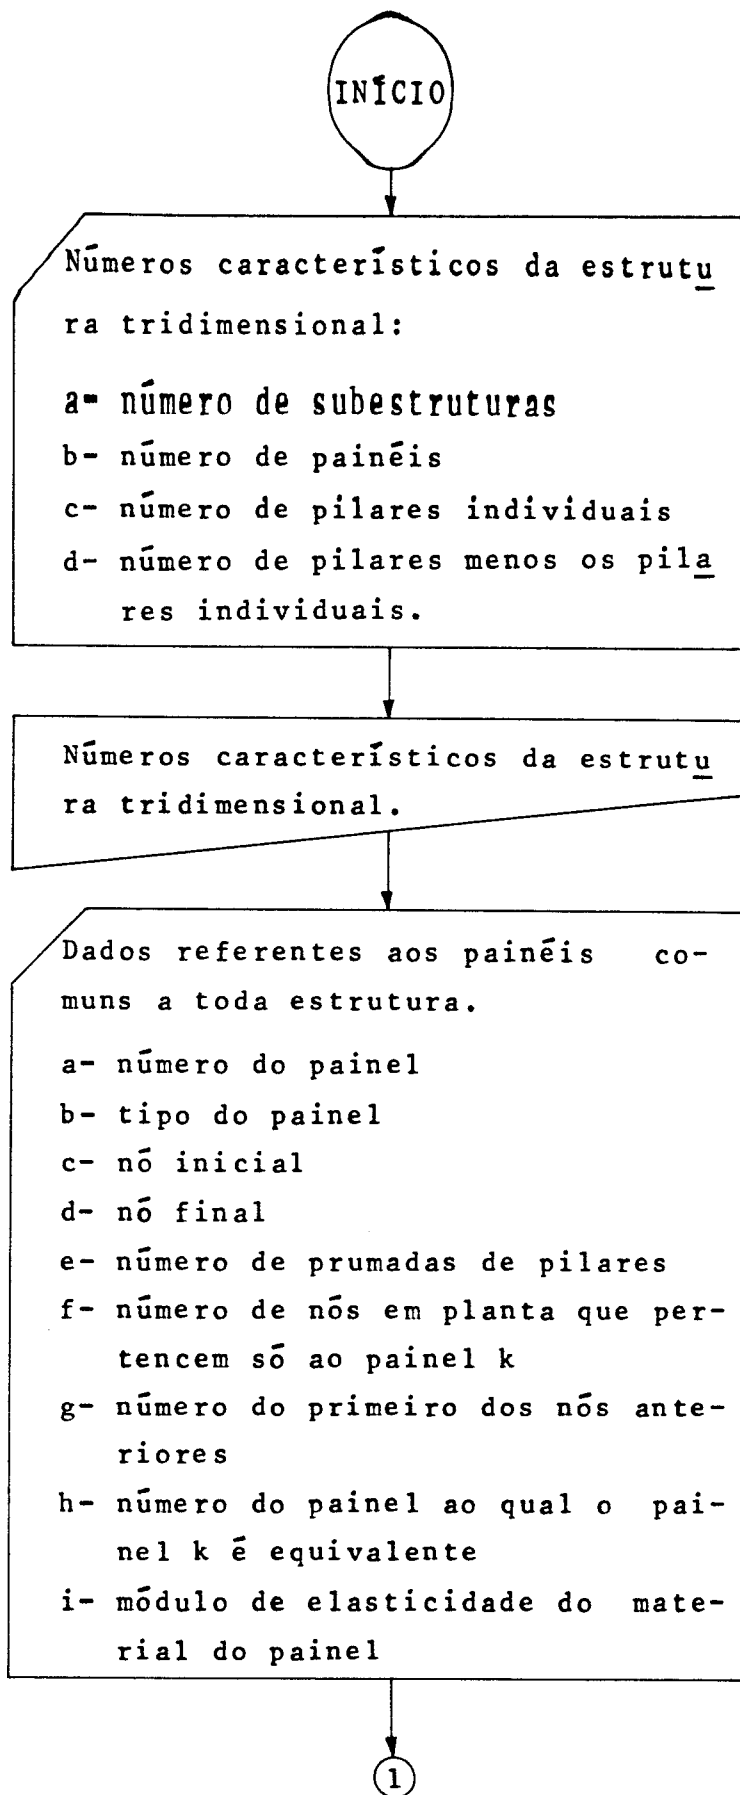 INÍCIO
Números característicos da estrutu
ra tridimensional:
a- número de subestruturas
b- número de painéis
c- número de pilares individuais
d- número de pilares menos os pila
res individuais.
Números característicos da estrutu
ra tridimensional.
Dados referentes aos painéis co-
muns a toda estrutura.
a- número do painel
b- tipo do painel
c- nó inicial
d- nó final
e- número de prumadas de pilares
f- número de nós em planta que per-
tencem só ao painel k
g- número do primeiro dos nós ante-
riores
h- número do painel ao qual o pai-
nel k é equivalente
i- módulo de elasticidade do mate-
rial do painel
1